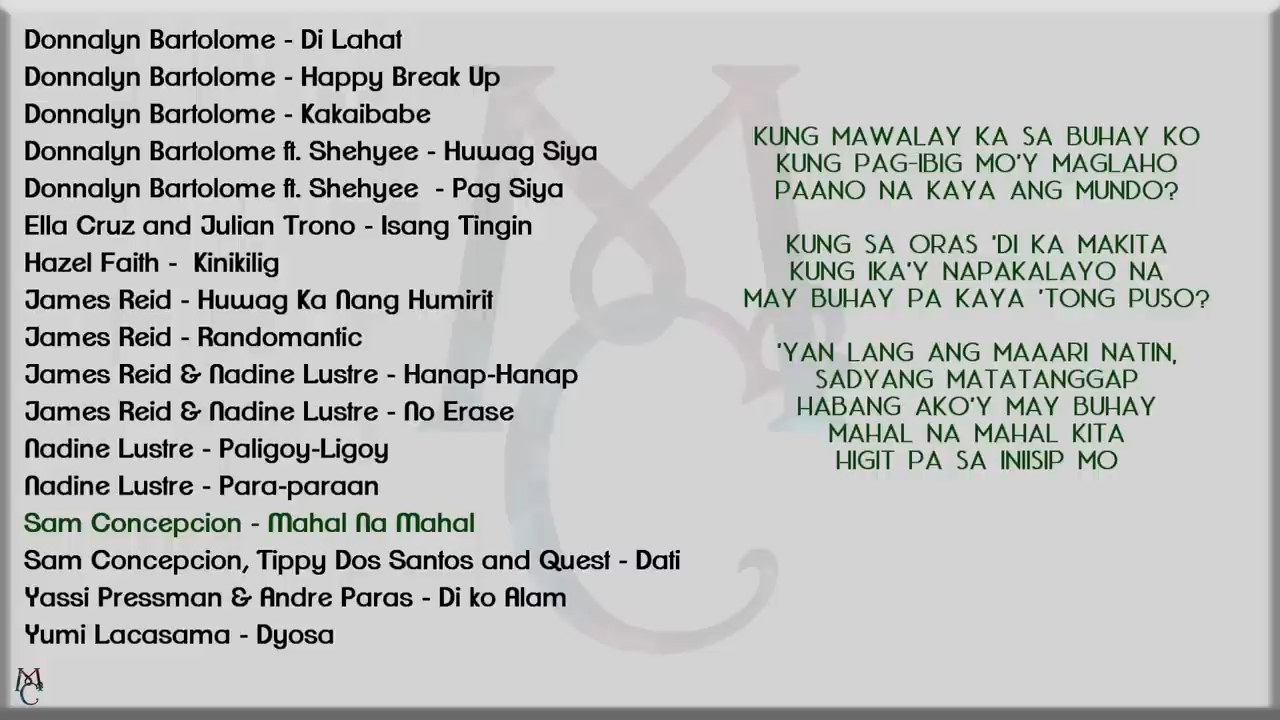 Donnalyn Bartolome - Di Lahat
Donnalyn Bartolome - Happy Break Up
Donnalyn Bartolome - Kakaibabe
Donnalyn Bartolome ft. Shehyee - Huwag Siya
Donnalyn Bartolome ft. Shehyee  - Pag Siya
Ella Cruz and Julian Trono - Isang Tingin
Hazel Faith -  Kinikilig
James Reid - Huwag Ka Nang Humirit
James Reid - Randomantic
James Reid & Nadine Lustre - Hanap-Hanap
James Reid & Nadine Lustre - No Erase
Nadine Lustre - Paligoy-Ligoy
Nadine Lustre - Para-paraan
Sam Concepcion - Mahal Na Mahal
Sam Concepcion, Tippy Dos Santos and Quest - Dati
Yassi Pressman & Andre Paras - Di ko Alam
Yumi Lacasama - Dyosa
KUNG MAWALAY KA SA BUHAY KO
KUNG PAG-IBIG MO'Y MAGLAHO
PAANO NA KAYA ANG MUNDO?
KUNG SA ORAS 'DI KA MAKITA
KUNG IKA'Y NAPAKALAYO NA
MAY BUHAY PA KAYA 'TONG PUSO?
'YAN LANG ANG MAAARI NATIN,
SADYANG MATATANGGAP
HABANG AKO'Y MAY BUHAY
MAHAL NA MAHAL KITA
HIGIT PA SA INIISIP MO
MC